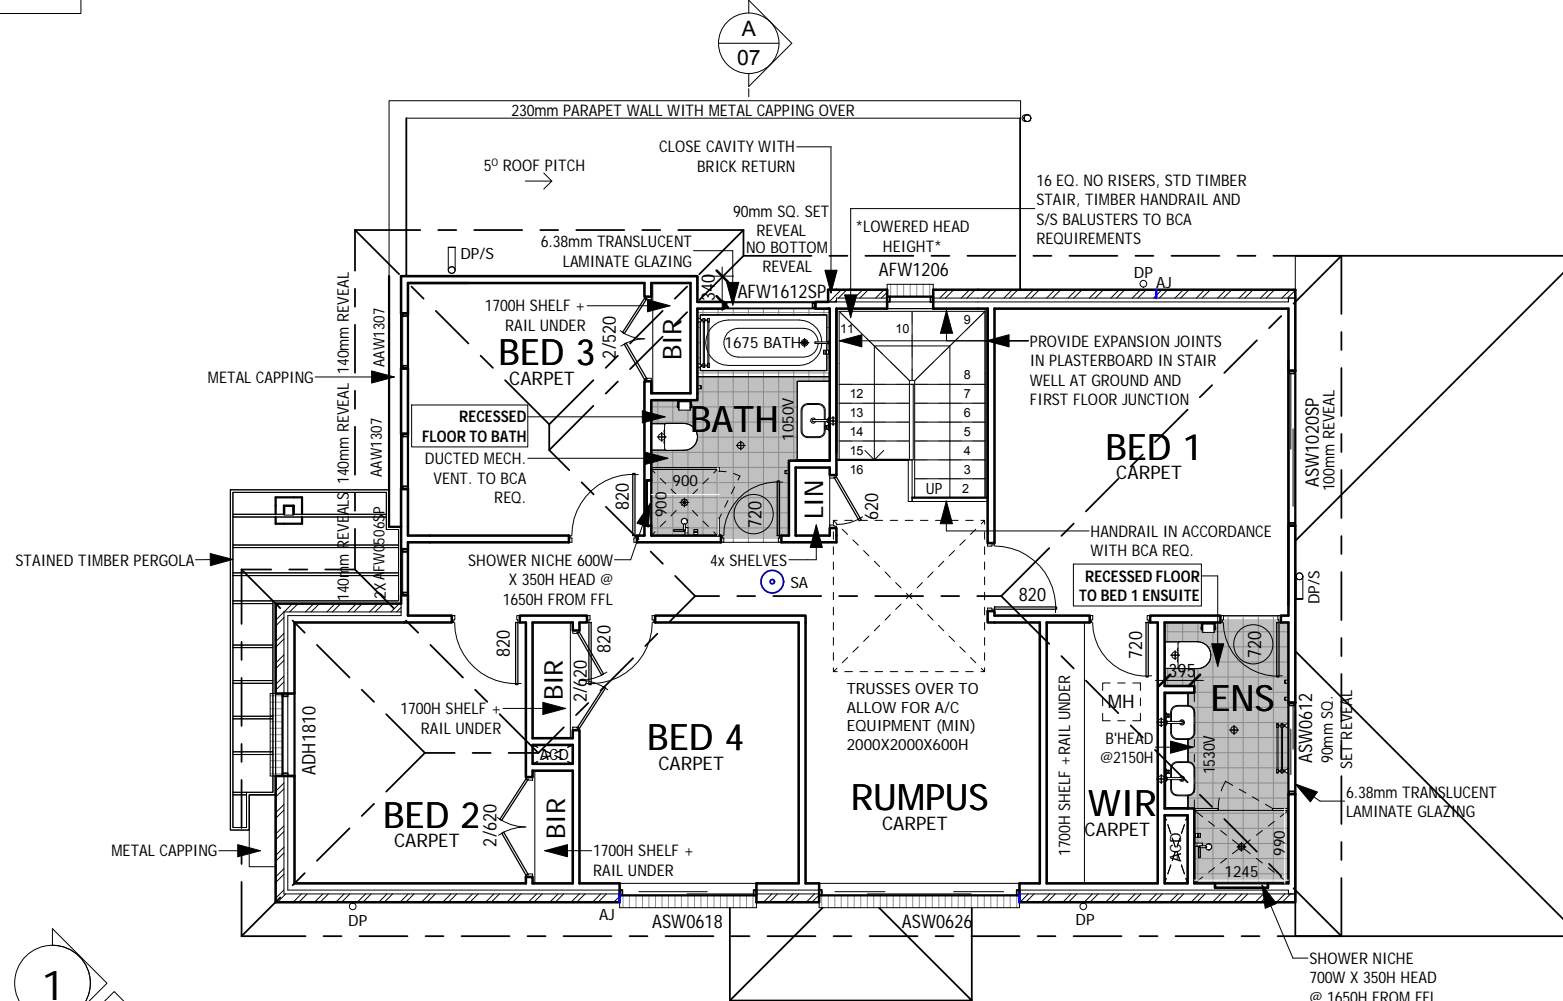 A
07
230mm PARAPET WALL WITH METAL CAPPING OVER
5° ROOF PITCH
CLOSE CAVITY WITH
BRICK RETURN
16 EQ. NO RISERS, STD TIMBER
STAIR, TIMBER HANDRAIL AND
S/S BALUSTERS TO BCA
REQUIREMENTS
90mm SQ. SET
REVEAL
NO BOTTOM
REVEAL
*LOWERED HEAD
HEIGHT*
AFW1206
6.38mm TRANSLUCENT
LAMINATE GLAZING
DP/S
340
AFW1612SP
DP
AJ
140mm REVEAL
AAW1307
140mm REVEAL
AAW1307
140mm REVEALS
2X AFW0506SP
METAL CAPPING
1700H SHELF +
RAIL UNDER
BED 3
CARPET
2/520
BIR
1675 BATH
11
10
9
8
7
6
5
4
3
2
UP
12
13
14
15
16
PROVIDE EXPANSION JOINTS
IN PLASTERBOARD IN STAIR
WELL AT GROUND AND
FIRST FLOOR JUNCTION
RECESSED
FLOOR TO BATH
BATH
1050V
DUCTED MECH.
VENT. TO BCA
REQ.
820
900
900
720
LIN
620
BED 1
CARPET
ASW1020SP
100mm REVEAL
HANDRAIL IN ACCORDANCE
WITH BCA REQ.
STAINED TIMBER PERGOLA
SHOWER NICHE 600W
X 350H HEAD @
1650H FROM FFL
4x SHELVES
SA
RECESSED FLOOR
TO BED 1 ENSUITE
820
DP/S
820
820
BIR
2/620
1700H SHELF +
RAIL UNDER
ACD
BED 4
CARPET
TRUSSES OVER TO
ALLOW FOR A/C
EQUIPMENT (MIN)
2000X2000X600H
RUMPUS
CARPET
1700H SHELF +RAIL UNDER
720
MH
B'HEAD
@2150H
WIR
CARPET
395
720
ENS
1530V
ACD
990
1245
ASW0612
90mm SQ.
SET REVEAL
6.38mm TRANSLUCENT
LAMINATE GLAZING
ADH1810
BED 2
CARPET
2/620
BIR
1700H SHELF +
RAIL UNDER
METAL CAPPING
DP
AJ
ASW0618
ASW0626
DP
SHOWER NICHE
700W X 350H HEAD
@ 1650H FROM FFL
1